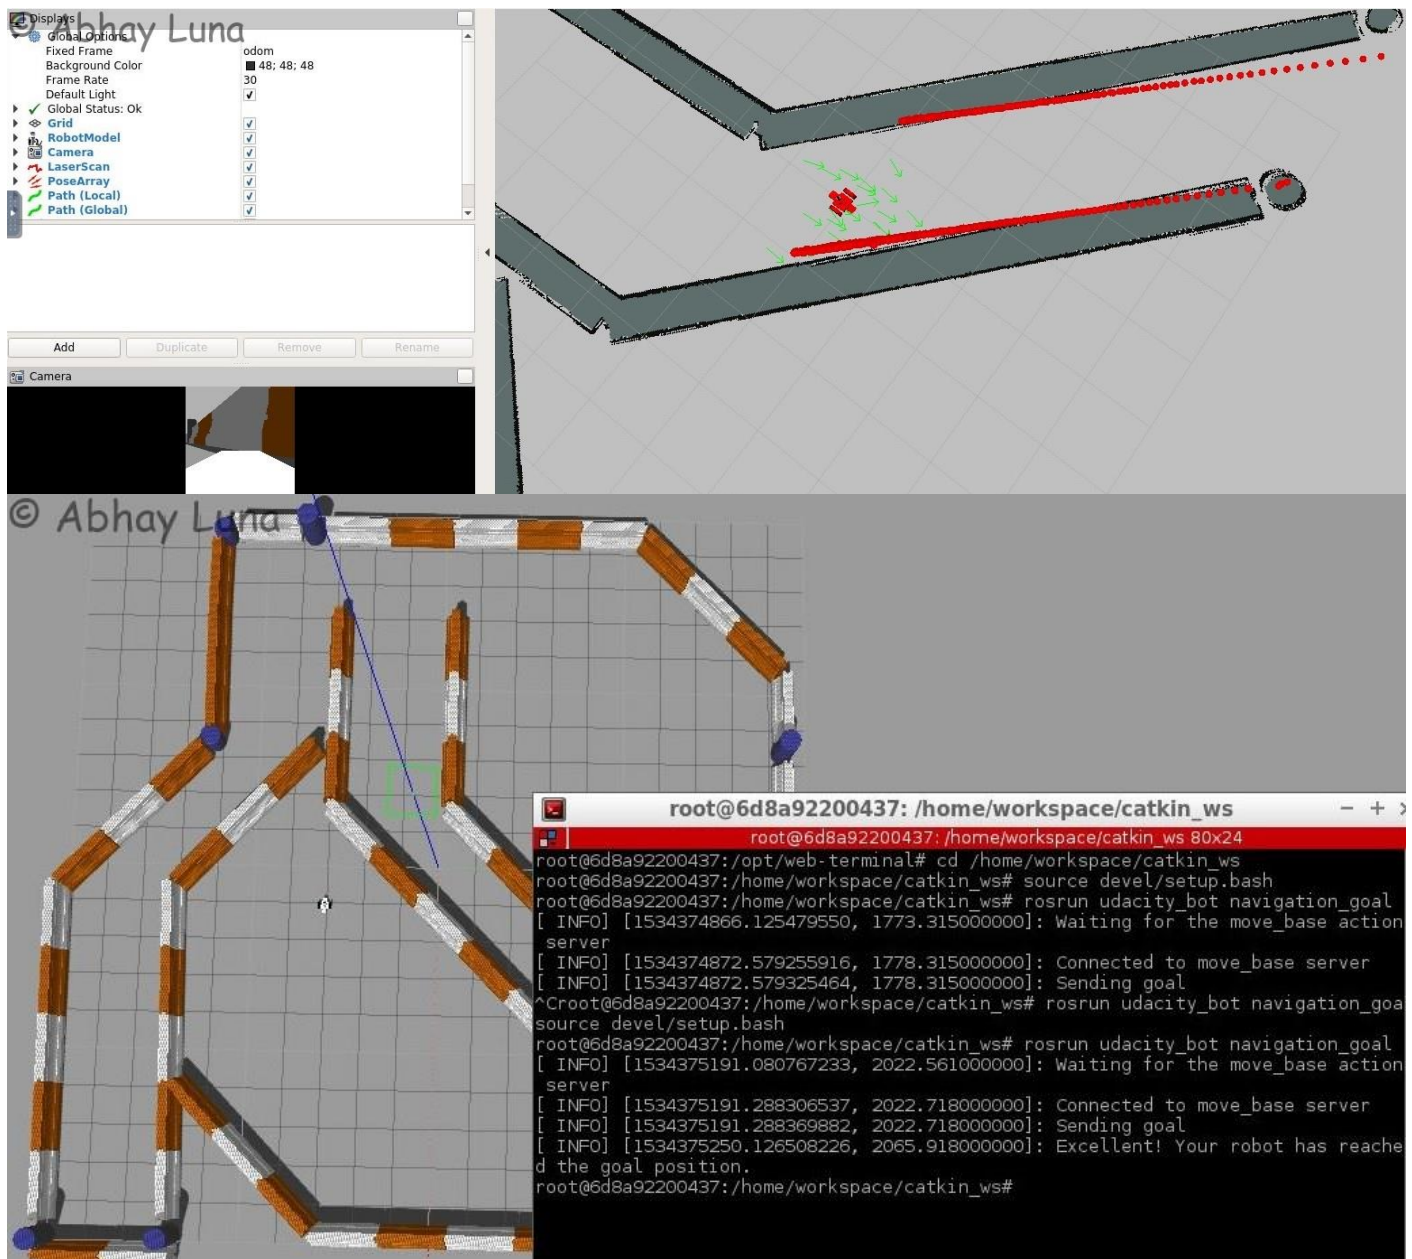 Displays
© Abhay Luna
Global Options
Fixed Frame odom
Background Color 48; 48; 48
Frame Rate 30
Default Light
Global Status: Ok
Grid
RobotModel
Camera
LaserScan
PoseArray
Path (Local)
Path (Global)
Add Duplicate Remove Rename
Camera
© Abhay Luna
root@6d8a92200437: /home/workspace/catkin_ws
root@6d8a92200437: /home/workspace/catkin_ws 80x24
root@6d8a92200437:/opt/web-terminal# cd /home/workspace/catkin_ws
root@6d8a92200437:/home/workspace/catkin_ws# source devel/setup.bash
root@6d8a92200437:/home/workspace/catkin_ws# rosrun udacity_bot navigation_goal
[ INFO] [1534374866.125479550, 1773.315000000]: Waiting for the move_base action
server
[ INFO] [1534374872.579255916, 1778.315000000]: Connected to move_base server
[ INFO] [1534374872.579325464, 1778.315000000]: Sending goal
^Croot@6d8a92200437:/home/workspace/catkin_ws# rosrun udacity_bot navigation_goa
source devel/setup.bash
root@6d8a92200437:/home/workspace/catkin_ws# rosrun udacity_bot navigation_goal
[ INFO] [1534375191.080767233, 2022.561000000]: Waiting for the move_base action
server
[ INFO] [1534375191.288306537, 2022.718000000]: Connected to move_base server
[ INFO] [1534375191.288369882, 2022.718000000]: Sending goal
[ INFO] [1534375250.126508226, 2065.918000000]: Excellent! Your robot has reache
d the goal position.
root@6d8a92200437:/home/workspace/catkin_ws#